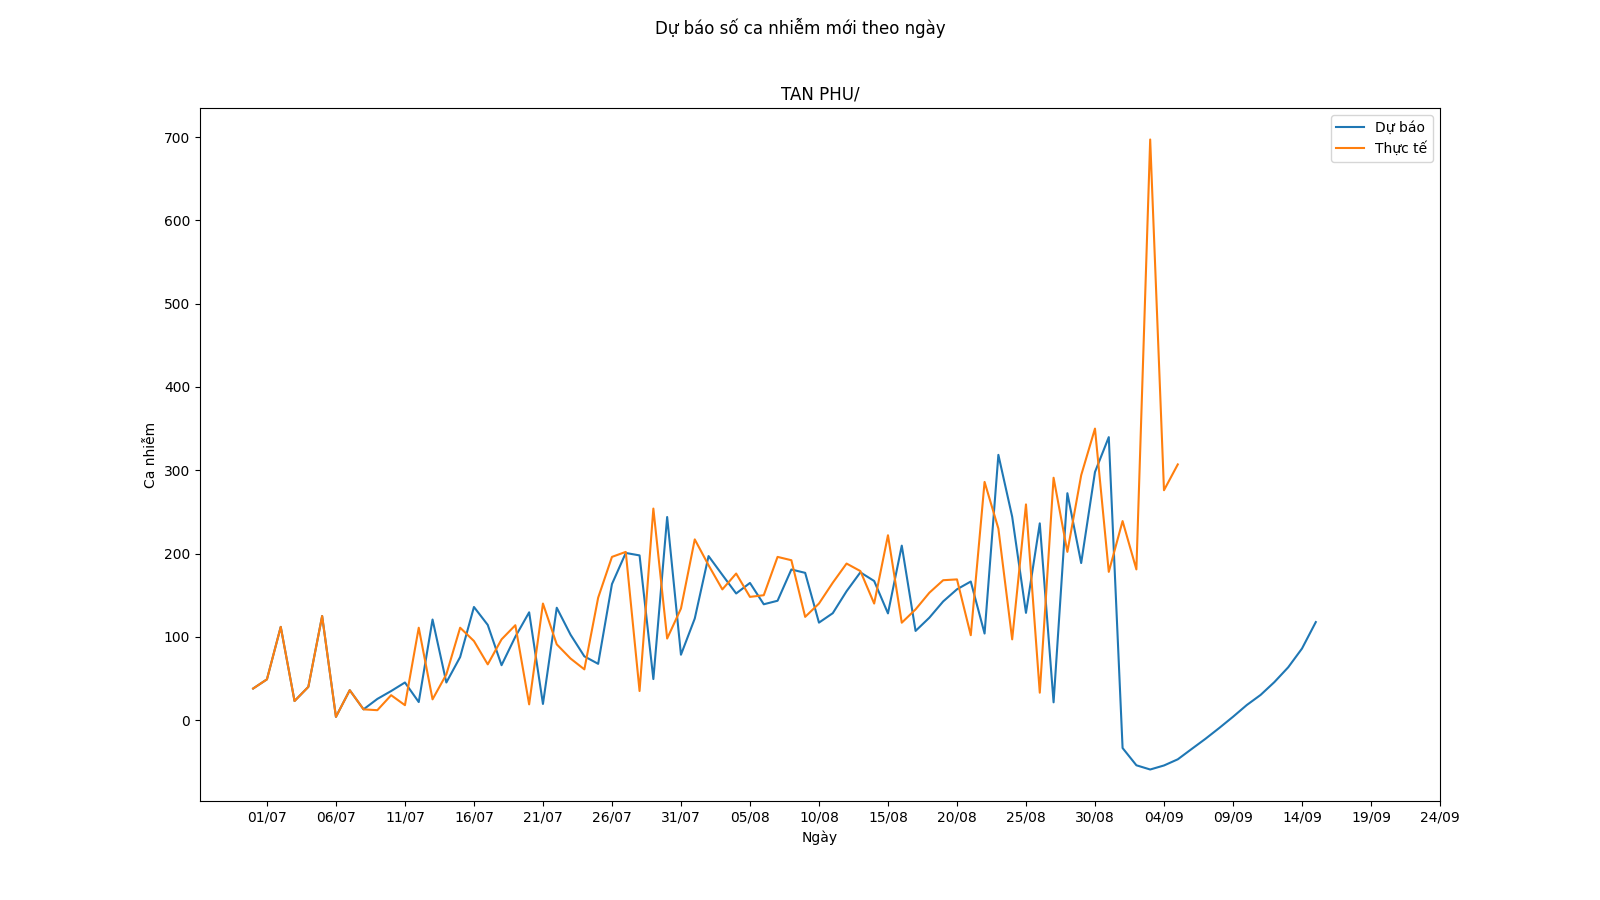 Dự báo số ca nhiễm mới theo ngày
TAN PHU/
Dự báo
Thực tế
700
600
500
400
300
200
100
0
Ca nhiễm
01/07 06/07 11/07 16/07 21/07 26/07 31/07 05/08 10/08 15/08 20/08 25/08 30/08 04/09 09/09 14/09 19/09 24/09
Ngày